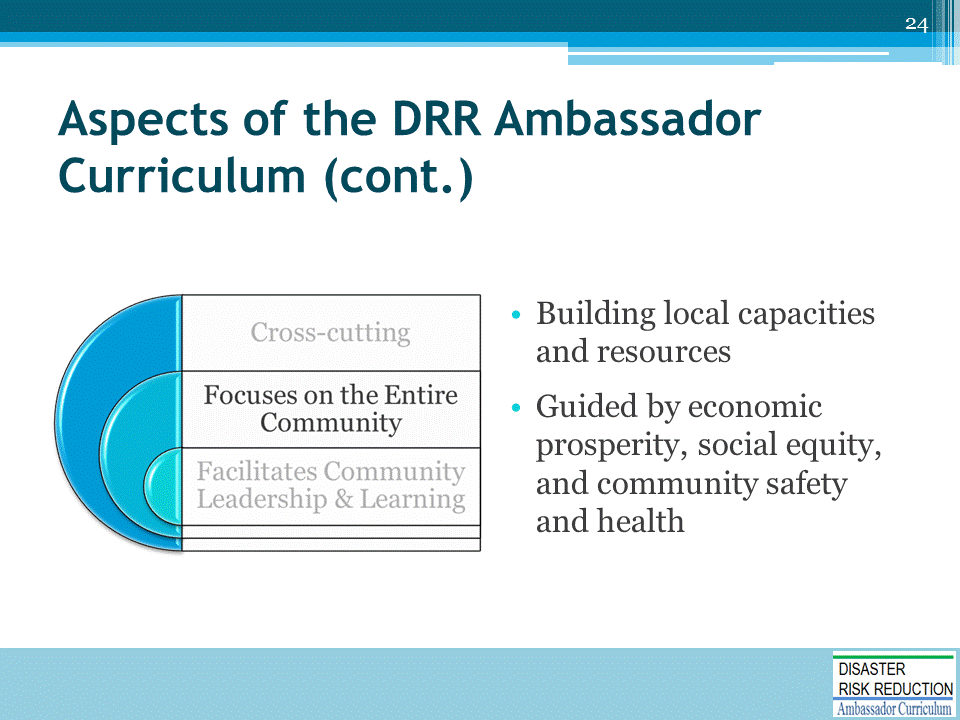 24
Aspects of the DRR Ambassador
Curriculum (cont.)
Cross-cutting
Focuses on the Entire
Community
Facilitates Community
Leadership & Learning
• Building local capacities
and resources
• Guided by economic
prosperity, social equity,
and community safety
and health
DISASTER
RISK REDUCTION
Ambassador Curriculum